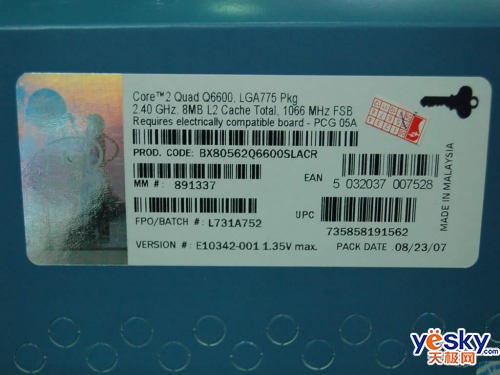 Core™2 Quad Q6600, LGA775 Pkg
2.40 GHz, 8MB L2 Cache Total, 1066 MHz FSB
Requires electrically compatible board - PCG 05A
PROD. CODE: BX80562Q6600SLACR
MM #: 891337
EAN 5 032037 007528
FPO/BATCH #: L731A752
UPC 735858191562
VERSION #: E10342-001 1.35V max.
PACK DATE 08/23/07
MADE IN MALAYSIA
yesky
天极网